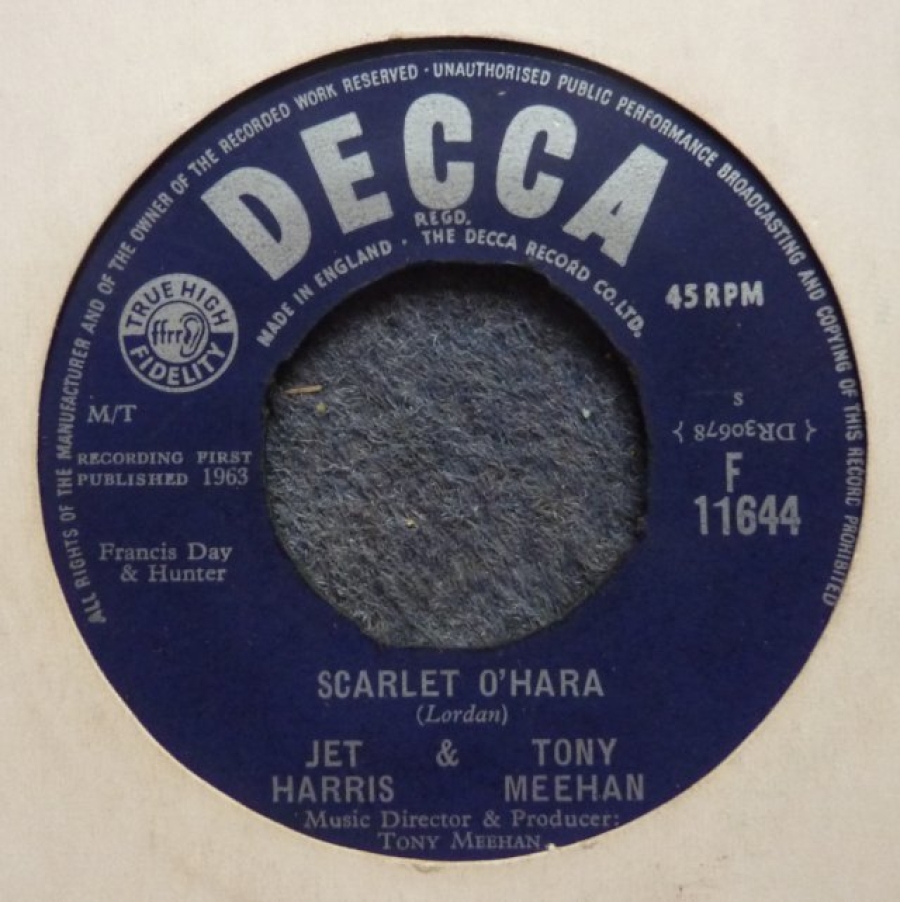 ALL RIGHTS OF THE MANUFACTURER AND OF THE OWNER OF THE RECORDED WORK RESERVED · UNAUTHORISED PUBLIC PERFORMANCE BROADCASTING AND COPYING OF THIS RECORD PROHIBITED
DECCA
REGD.
MADE IN ENGLAND · THE DECCA RECORD CO. LTD.
TRUE HIGH
ffrr
FIDELITY
45 RPM
M/T
S
{ DR30678 }
RECORDING FIRST
PUBLISHED 1963
F
11644
Francis Day
& Hunter
SCARLET O'HARA
(Lordan)
JET & TONY
HARRIS MEEHAN
Music Director & Producer:
TONY MEEHAN